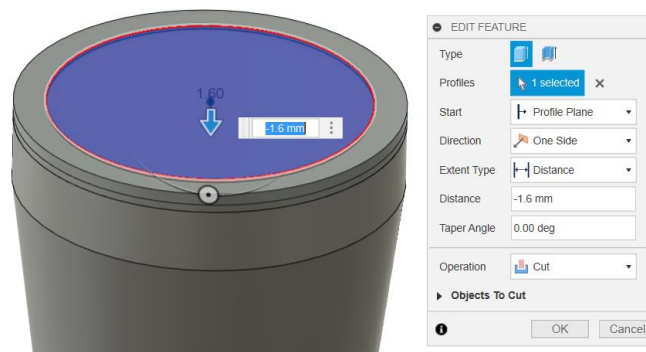 1.60
-1.6 mm
EDIT FEAT
Type
Profiles 1 selected
Start Profile Plane
Direction One Side
Extent Type Distance
Distance -1.6 mm
Taper Angle 0.00 deg
Operation Cut
Objects To Cut
OK Cancel